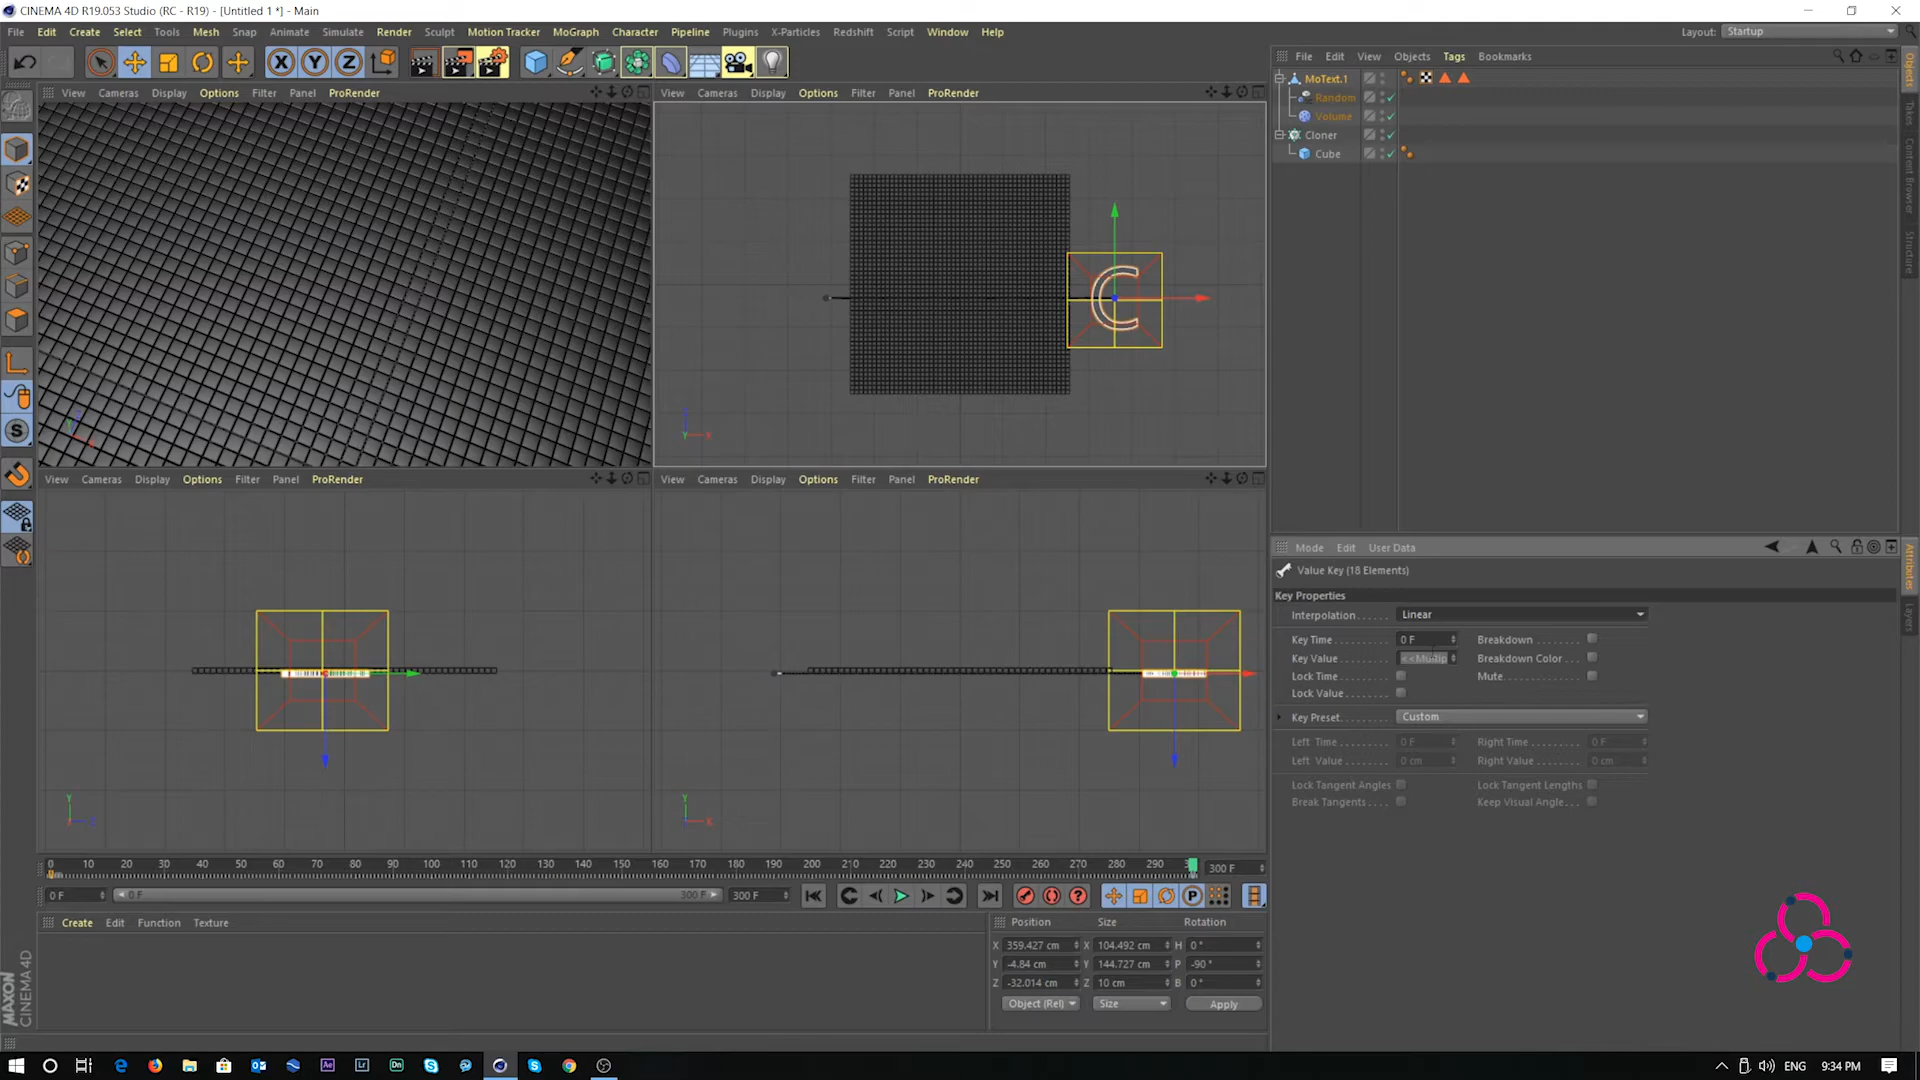 CINEMA 4D R19.053 Studio (RC - R19) - [Untitled 1 *] - Main
File Edit Create Select Tools Mesh Snap Animate Simulate Render Sculpt Motion Tracker MoGraph Character Pipeline Plugins X-Particles Redshift Script Window Help
Layout: Startup
File Edit View Objects Tags Bookmarks
MoText.1
Random
Volume
Cloner
Cube
Objects
Takes
Content Browser
Structure
View Cameras Display Options Filter Panel ProRender
View Cameras Display Options Filter Panel ProRender
C
View Cameras Display Options Filter Panel ProRender
View Cameras Display Options Filter Panel ProRender
Mode Edit User Data
Value Key (18 Elements)
Key Properties
Interpolation Linear
Key Time 0 F Breakdown
Key Value <<Multip Breakdown Color
Lock Time Mute
Lock Value
Key Preset Custom
Left Time 0 F Right Time 0 F
Left Value 0 cm Right Value 0 cm
Lock Tangent Angles Lock Tangent Lengths
Break Tangents Keep Visual Angle
Attributes
Layers
0 10 20 30 40 50 60 70 80 90 100 110 120 130 140 150 160 170 180 190 200 210 220 230 240 250 260 270 280 290 300 F
0 F 0 F 300 F 300 F
Create Edit Function Texture
Position Size Rotation
X 359.427 cm X 104.492 cm H 0 °
Y -4.84 cm Y 144.727 cm P -90 °
Z -32.014 cm Z 10 cm B 0 °
Object (Rel) Size Apply
MAXON
CINEMA 4D
ENG 9:34 PM